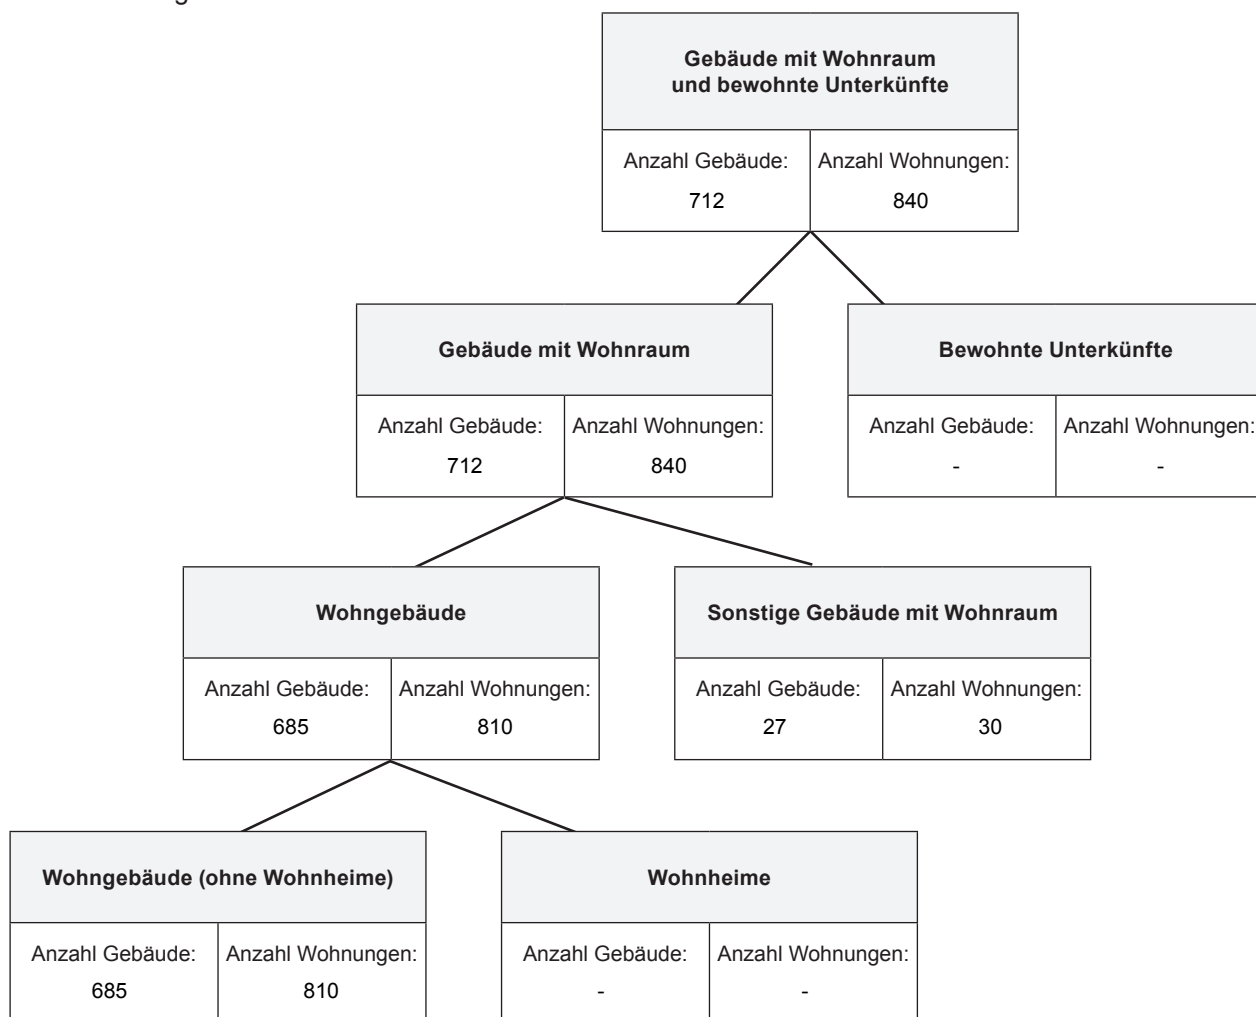 Gebäude mit Wohnraum
und bewohnte Unterkünfte
Anzahl Gebäude: Anzahl Wohnungen:
712 840
Gebäude mit Wohnraum
Bewohnte Unterkünfte
Anzahl Gebäude: Anzahl Wohnungen:
712 840
Anzahl Gebäude: Anzahl Wohnungen:
- -
Wohngebäude
Sonstige Gebäude mit Wohnraum
Anzahl Gebäude: Anzahl Wohnungen:
685 810
Anzahl Gebäude: Anzahl Wohnungen:
27 30
Wohngebäude (ohne Wohnheime)
Wohnheime
Anzahl Gebäude: Anzahl Wohnungen:
685 810
Anzahl Gebäude: Anzahl Wohnungen:
- -